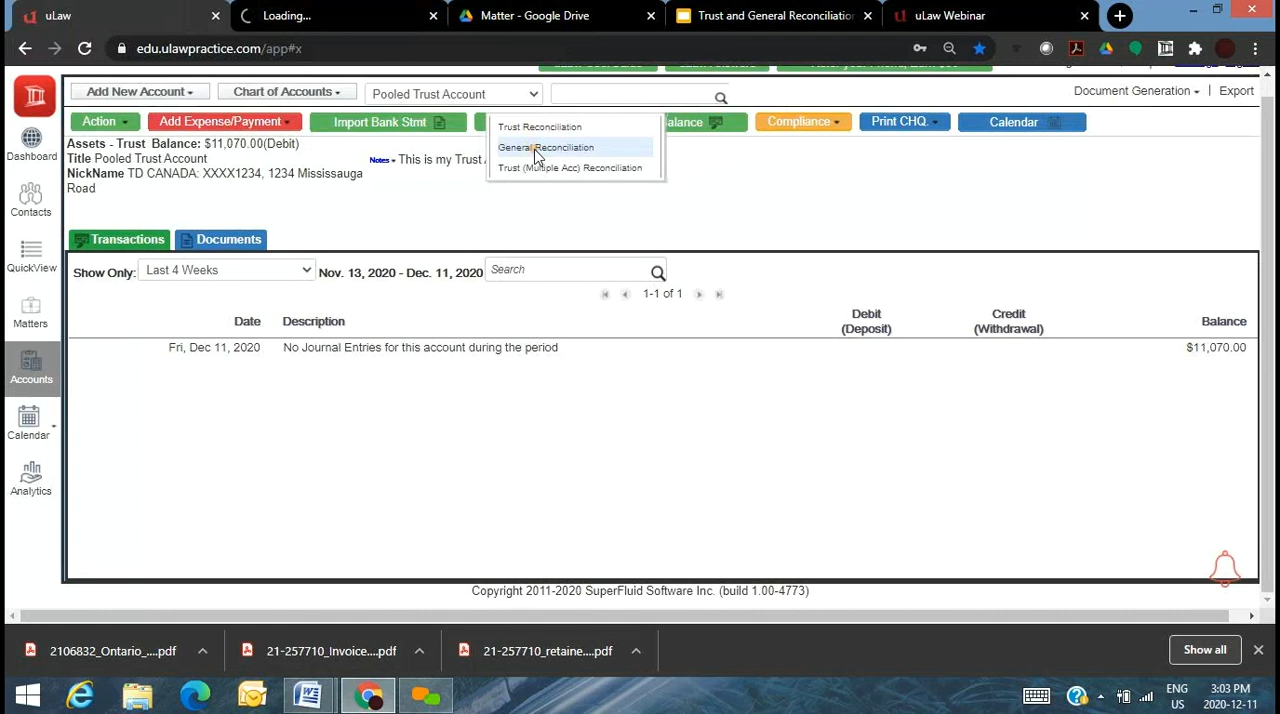 uLaw
Loading...
Matter - Google Drive
Trust and General Reconciliation
uLaw Webinar
edu.ulawpractice.com/app#x
Add New Account
Chart of Accounts
Pooled Trust Account
Document Generation
Export
Action
Add Expense/Payment
Import Bank Stmt
Compliance
Print CHQ.
Calendar
Trust Reconciliation
General Reconciliation
Trust (Multiple Acc) Reconciliation
Assets - Trust Balance: $11,070.00(Debit)
Title Pooled Trust Account
Notes This is my Trust
NickName TD CANADA: XXXX1234, 1234 Mississauga
Road
Dashboard
Contacts
QuickView
Matters
Accounts
Calendar
Analytics
Transactions
Documents
Show Only: Last 4 Weeks Nov. 13, 2020 - Dec. 11, 2020 Search
1-1 of 1
Date Description Debit (Deposit) Credit (Withdrawal) Balance
Fri, Dec 11, 2020 No Journal Entries for this account during the period $11,070.00
Copyright 2011-2020 SuperFluid Software Inc. (build 1.00-4773)
2106832_Ontario_....pdf
21-257710_Invoice....pdf
21-257710_retaine....pdf
Show all
ENG
US
3:03 PM
2020-12-11